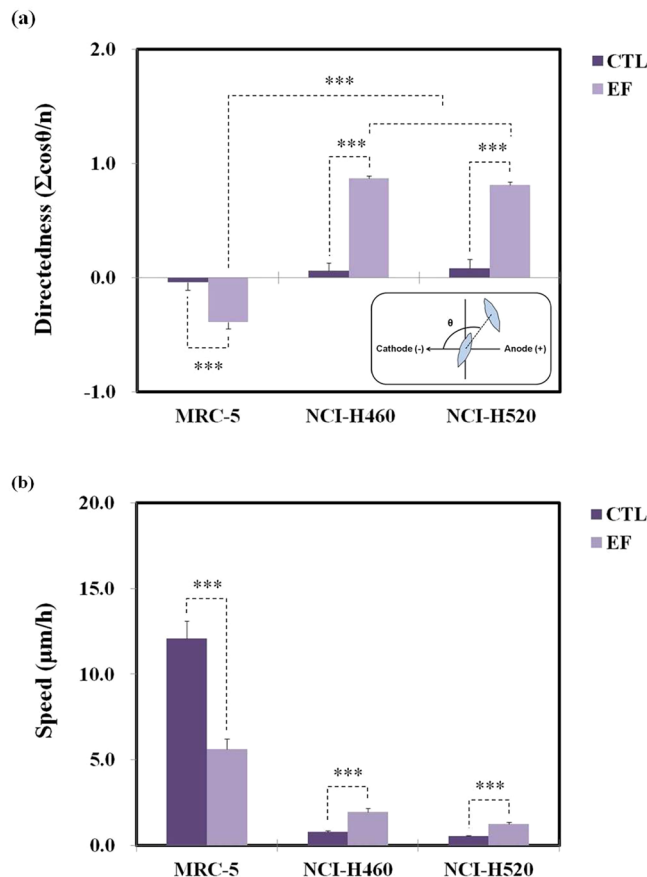 (a)
2.0
1.0
0.0
-1.0
Directedness (Σcosθ/n)
CTL
EF
***
***
***
***
θ
Cathode (-)
Anode (+)
MRC-5 NCI-H460 NCI-H520
(b)
20.0
15.0
10.0
5.0
0.0
Speed (μm/h)
CTL
EF
***
***
***
MRC-5 NCI-H460 NCI-H520